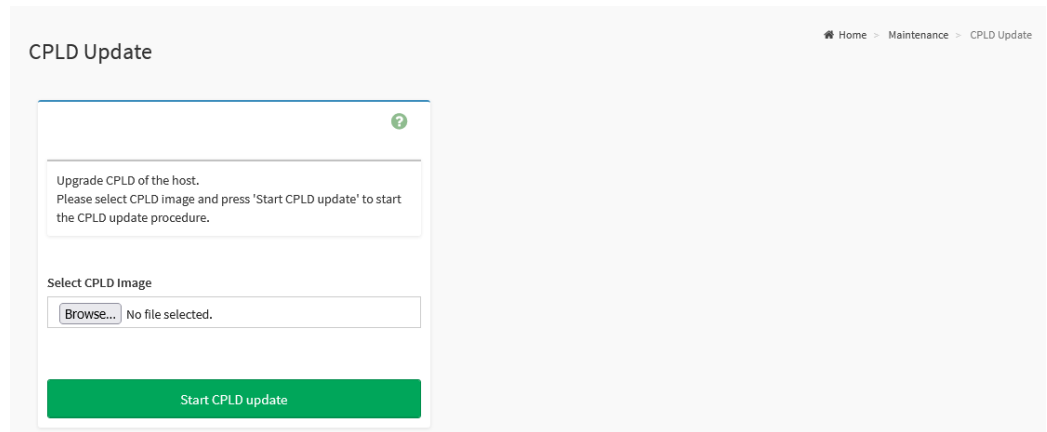 Home > Maintenance > CPLD Update
CPLD Update
?
Upgrade CPLD of the host.
Please select CPLD image and press 'Start CPLD update' to start
the CPLD update procedure.
Select CPLD Image
Browse... No file selected.
Start CPLD update